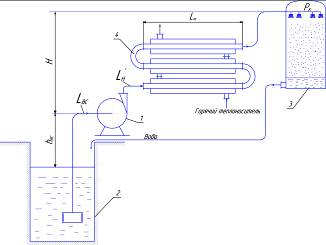 Lт
Pк
4
H
Lн
3
Горячий теплоноситель
Lвс
1
Вода
hвс
2